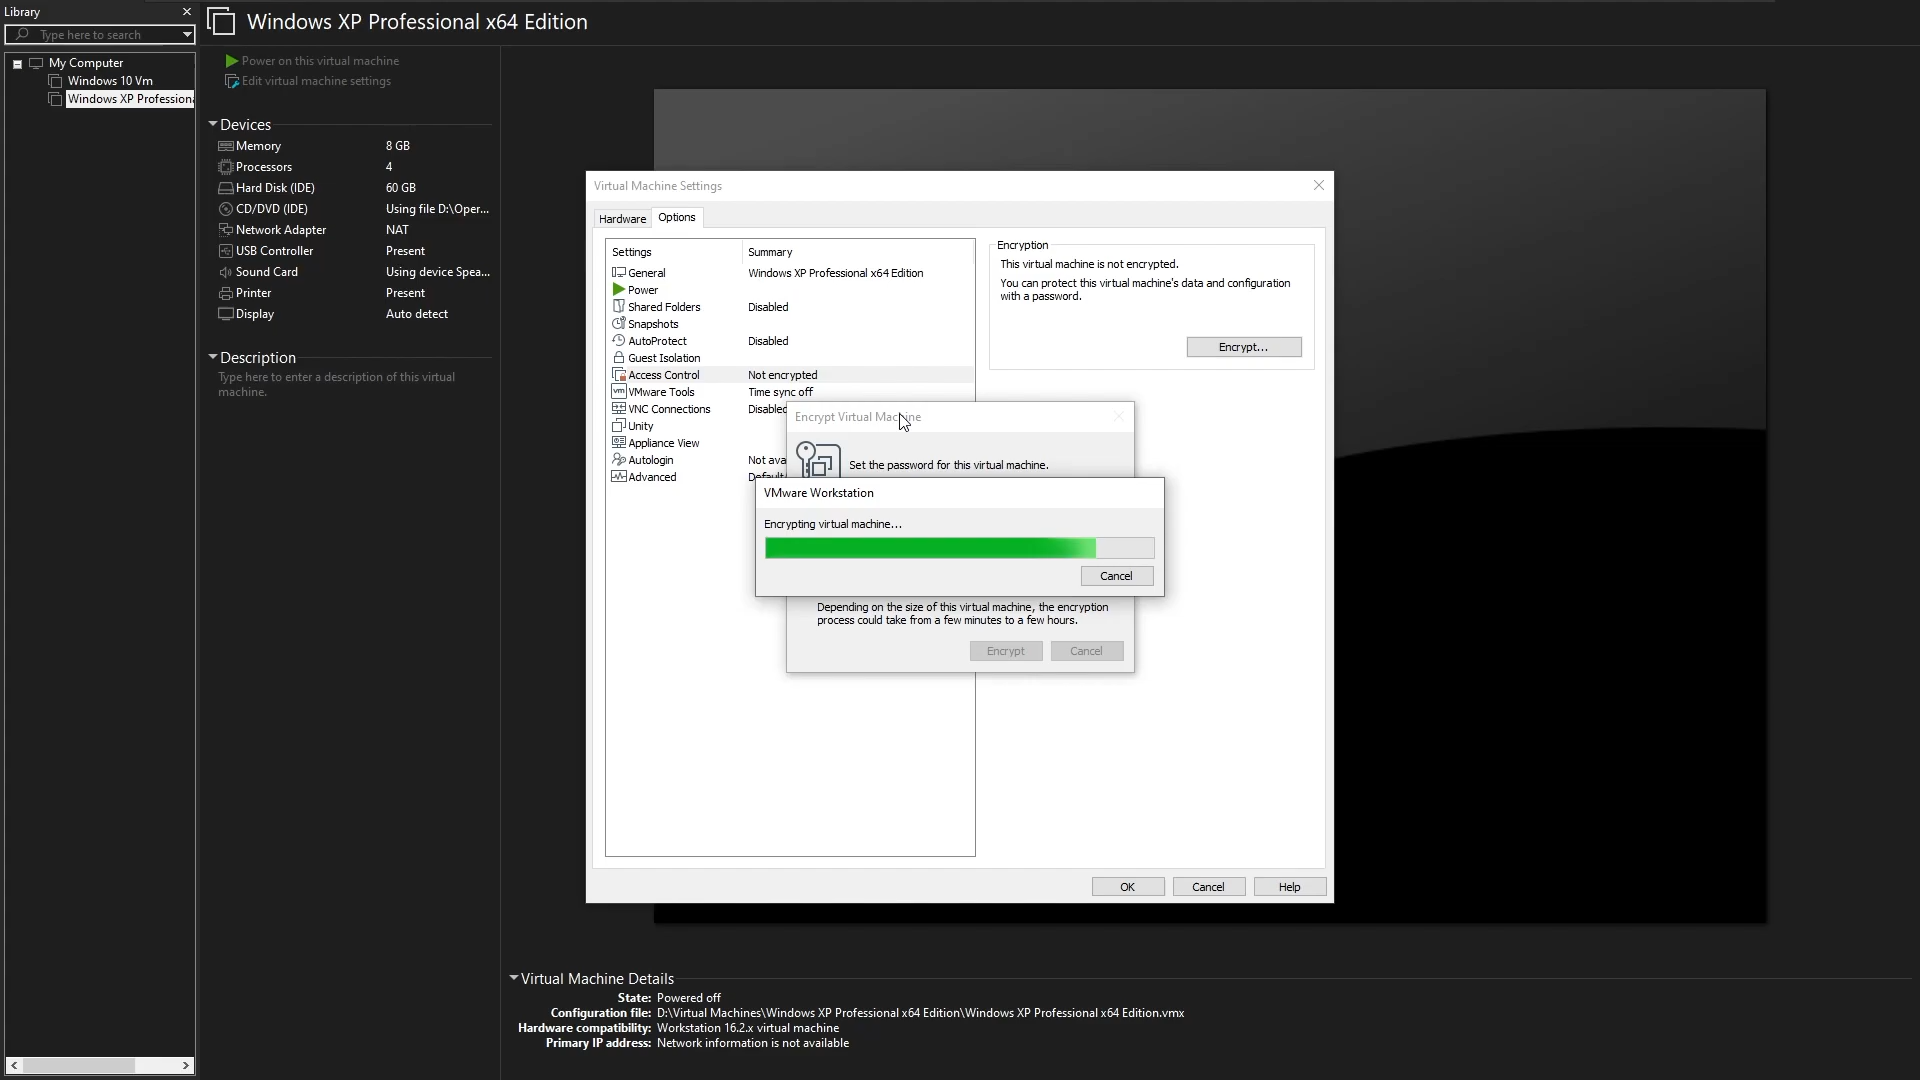 Library
Type here to search
My Computer
Windows 10 Vm
Windows XP Professiona
Windows XP Professional x64 Edition
Power on this virtual machine
Edit virtual machine settings
Devices
Memory 8 GB
Processors 4
Hard Disk (IDE) 60 GB
CD/DVD (IDE) Using file D:\Oper...
Network Adapter NAT
USB Controller Present
Sound Card Using device Spea...
Printer Present
Display Auto detect
Description
Type here to enter a description of this virtual
machine.
Virtual Machine Settings
Hardware Options
Settings Summary
General Windows XP Professional x64 Edition
Power
Shared Folders Disabled
Snapshots
AutoProtect Disabled
Guest Isolation
Access Control Not encrypted
vm VMware Tools Time sync off
VNC Connections Disabled
Unity
Appliance View
Autologin Not ava
Advanced Default
Encryption
This virtual machine is not encrypted.
You can protect this virtual machine's data and configuration
with a password.
Encrypt...
Encrypt Virtual Machine
Set the password for this virtual machine.
VMware Workstation
Encrypting virtual machine...
Cancel
Depending on the size of this virtual machine, the encryption
process could take from a few minutes to a few hours.
Encrypt Cancel
OK Cancel Help
Virtual Machine Details
State: Powered off
Configuration file: D:\Virtual Machines\Windows XP Professional x64 Edition\Windows XP Professional x64 Edition.vmx
Hardware compatibility: Workstation 16.2.x virtual machine
Primary IP address: Network information is not available